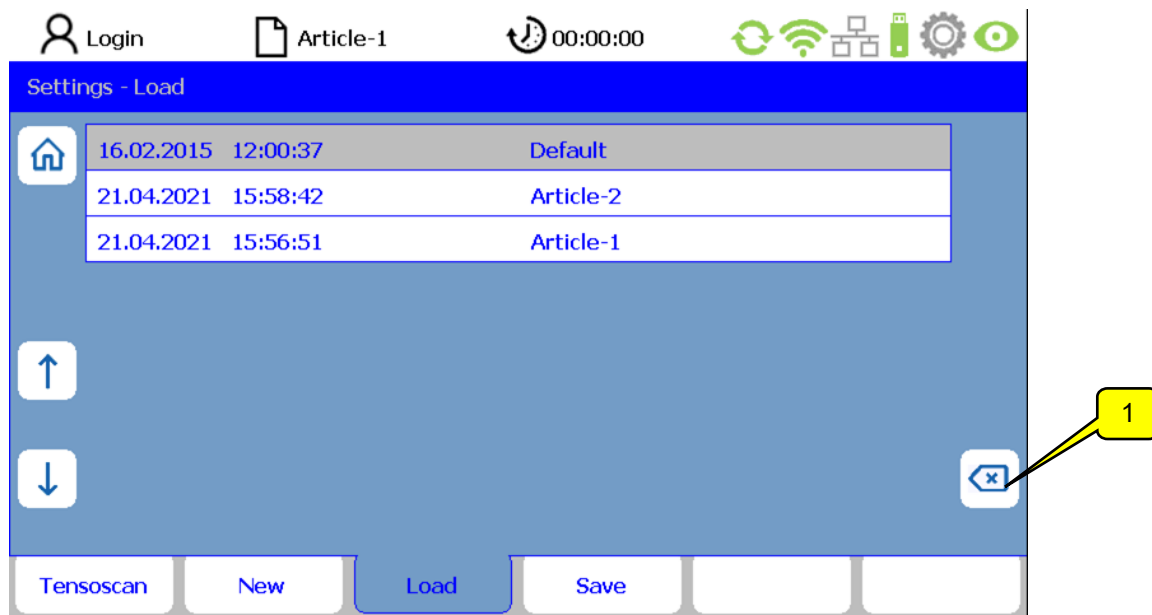 Login Article-1 00:00:00
Settings - Load
16.02.2015 12:00:37 Default
21.04.2021 15:58:42 Article-2
21.04.2021 15:56:51 Article-1
1
Tensoscan New Load Save